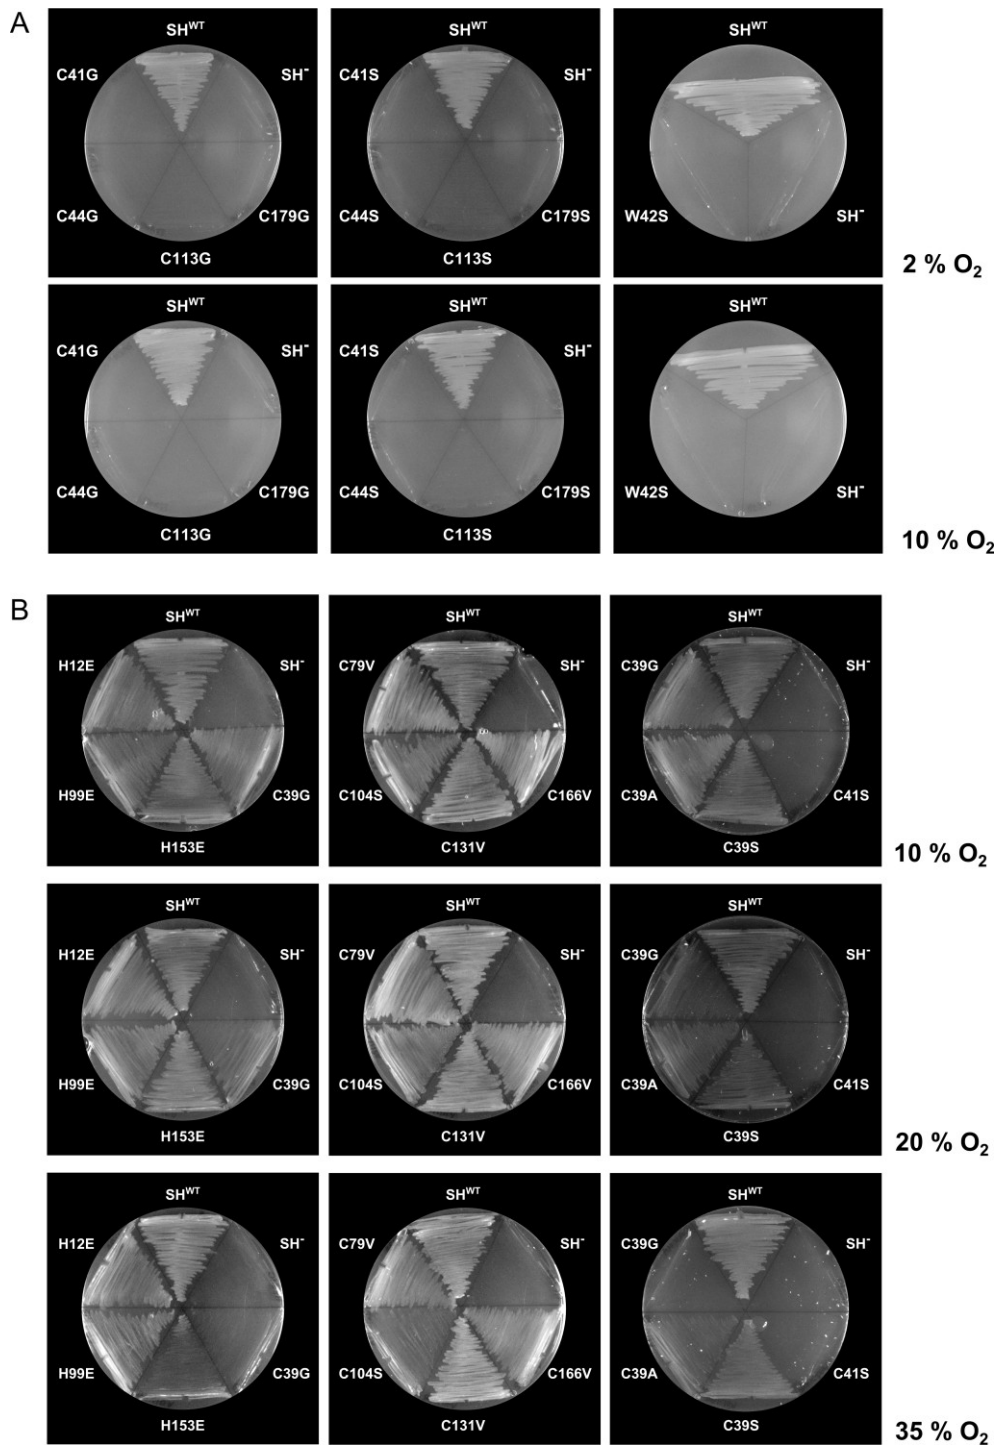 A
SH^WT SH^WT SH^WT
C41G SH⁻ C41S SH⁻
C44G C179G C44S C179S W42S SH⁻
C113G C113S
2 % O₂
SH^WT SH^WT SH^WT
C41G SH⁻ C41S SH⁻
C44G C179G C44S C179S W42S SH⁻
C113G C113S
10 % O₂
B
SH^WT SH^WT SH^WT
H12E SH⁻ C79V SH⁻ C39G SH⁻
H99E C39G C104S C166V C39A C41S
H153E C131V C39S
10 % O₂
SH^WT SH^WT SH^WT
H12E SH⁻ C79V SH⁻ C39G SH⁻
H99E C39G C104S C166V C39A C41S
H153E C131V C39S
20 % O₂
SH^WT SH^WT SH^WT
H12E SH⁻ C79V SH⁻ C39G SH⁻
H99E C39G C104S C166V C39A C41S
H153E C131V C39S
35 % O₂